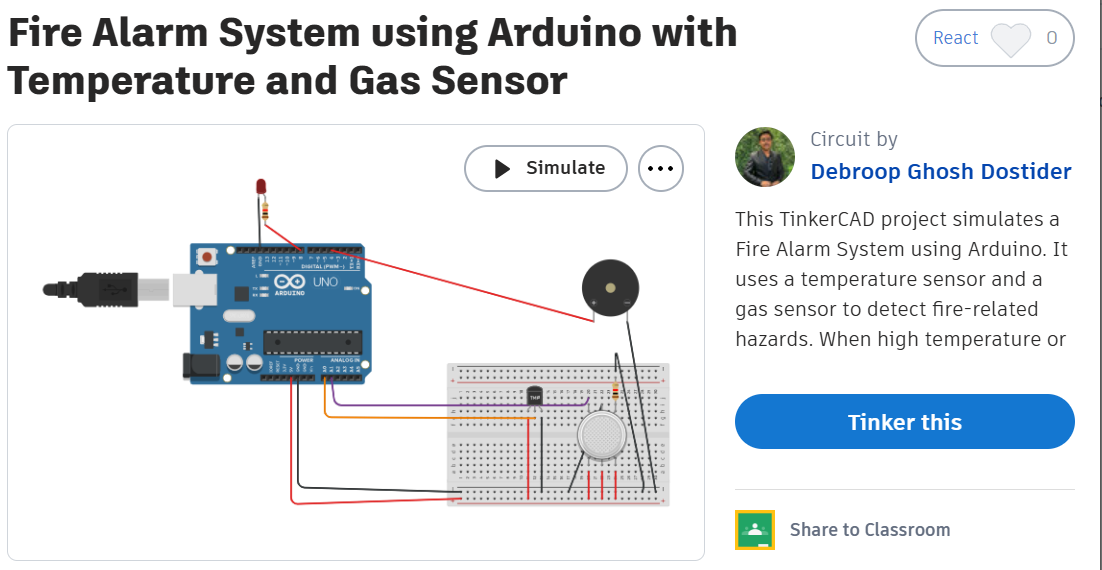 Fire Alarm System using Arduino with
Temperature and Gas Sensor
React 0
Simulate
Circuit by
Debroop Ghosh Dostider
This TinkerCAD project simulates a
Fire Alarm System using Arduino. It
uses a temperature sensor and a
gas sensor to detect fire-related
hazards. When high temperature or
DIGITAL (PWM~)
UNO
ARDUINO
POWER
ANALOG IN
TMP
Tinker this
Share to Classroom